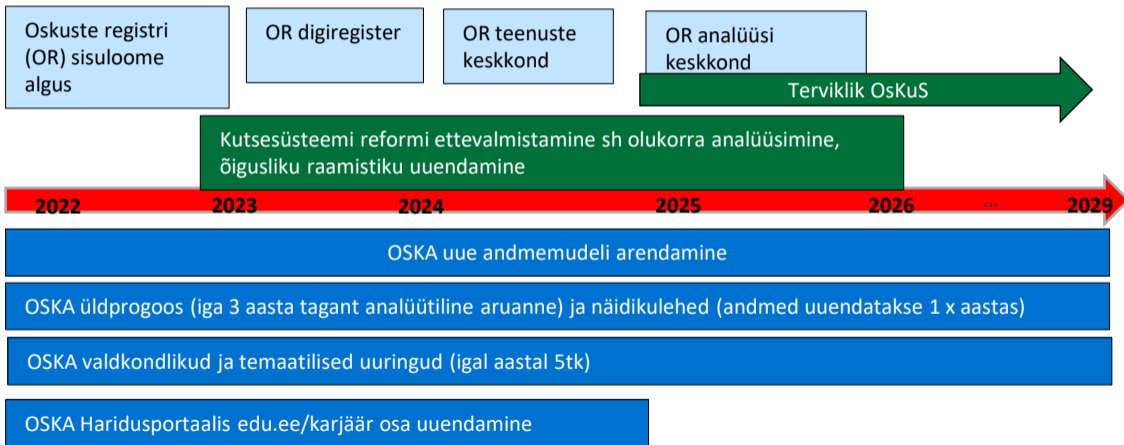 Oskuste registri
(OR) sisuloome
algus
OR digiregister
OR teenuste
keskkond
OR analüüsi
keskkond
Terviklik OsKuS
Kutsesüsteemi reformi ettevalmistamine sh olukorra analüüsimine,
õigusliku raamistiku uuendamine
2022 2023 2024 2025 2026 ... 2029
OSKA uue andmemudeli arendamine
OSKA üldprogoos (iga 3 aasta tagant analüütiline aruanne) ja näidikulehed (andmed uuendatakse 1 x aastas)
OSKA valdkondlikud ja temaatilised uuringud (igal aastal 5tk)
OSKA Haridusportaalis edu.ee/karjäär osa uuendamine